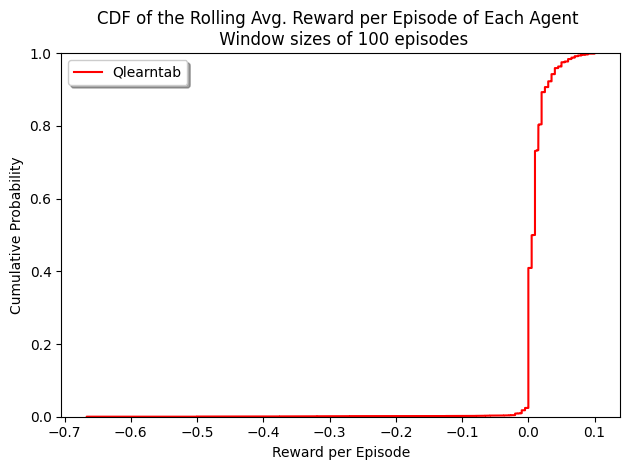 CDF of the Rolling Avg. Reward per Episode of Each Agent
Window sizes of 100 episodes
Qlearntab
1.0
0.8
0.6
0.4
0.2
0.0
Cumulative Probability
−0.7 −0.6 −0.5 −0.4 −0.3 −0.2 −0.1 0.0 0.1
Reward per Episode